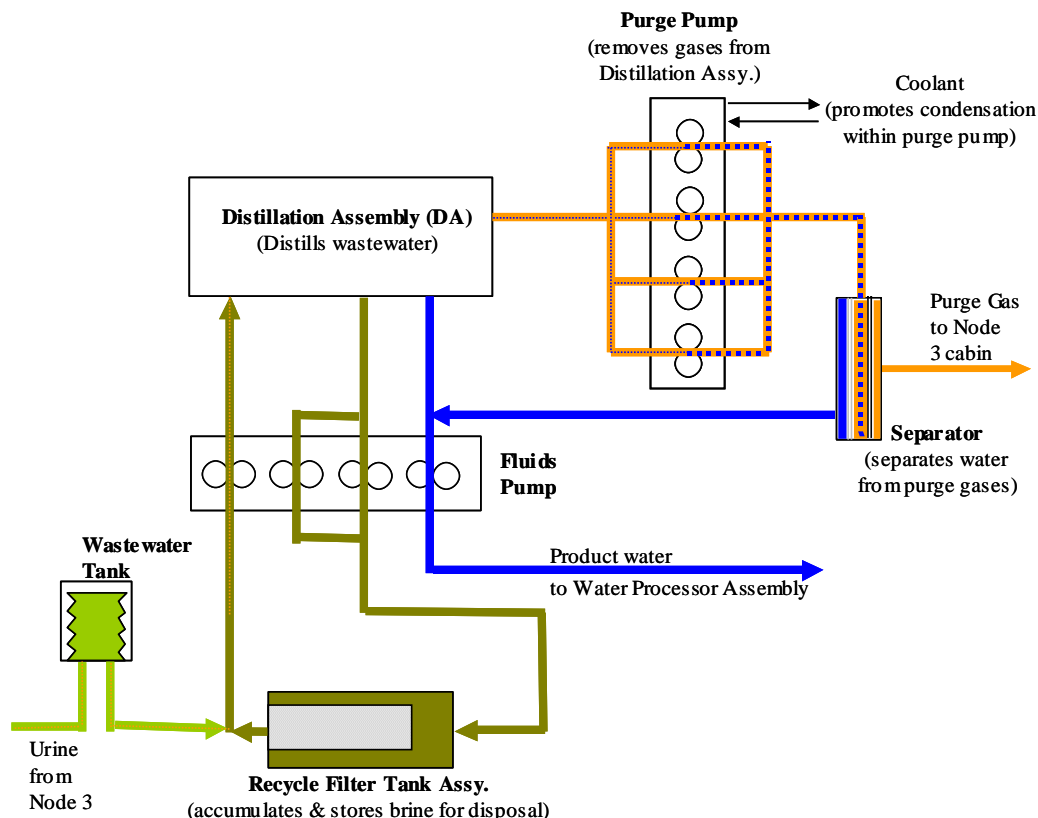 Purge Pump
(removes gases from
Distillation Assy.)
Coolant
(promotes condensation
within purge pump)
Distillation Assembly (DA)
(Distills wastewater)
Purge Gas
to Node
3 cabin
Separator
(separates water
from purge gases)
Fluids
Pump
Wastewater
Tank
Product water
to Water Processor Assembly
Urine
from
Node 3
Recycle Filter Tank Assy.
(accumulates & stores brine for disposal)